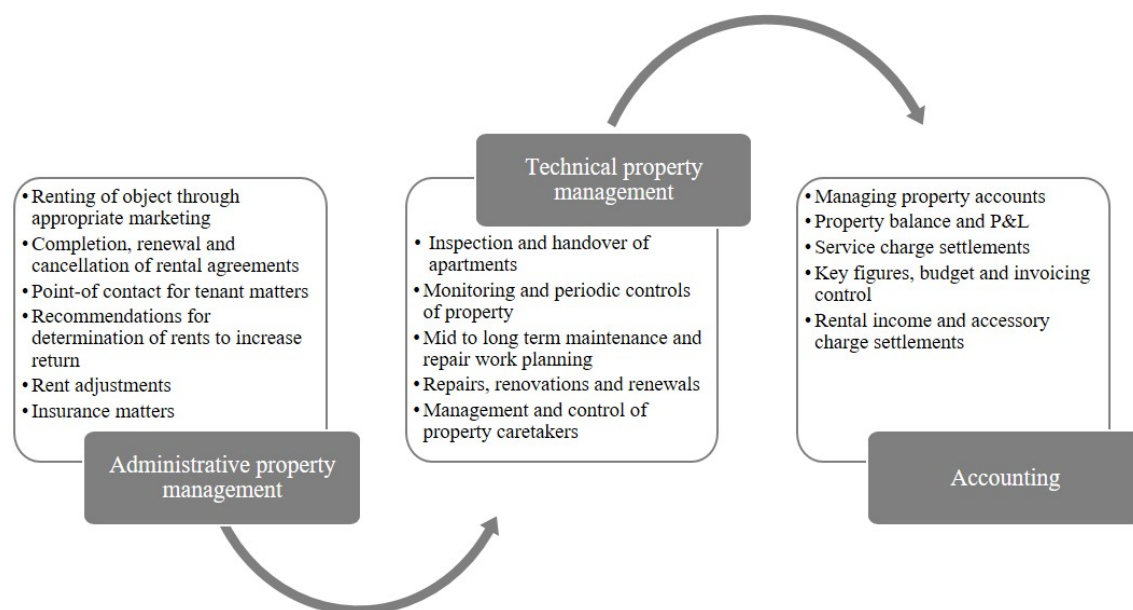 • Renting of object through
appropriate marketing
• Completion, renewal and
cancellation of rental agreements
• Point-of contact for tenant matters
• Recommendations for
determination of rents to increase
return
• Rent adjustments
• Insurance matters
Administrative property
management
Technical property
management
• Inspection and handover of
apartments
• Monitoring and periodic controls
of property
• Mid to long term maintenance and
repair work planning
• Repairs, renovations and renewals
• Management and control of
property caretakers
• Managing property accounts
• Property balance and P&L
• Service charge settlements
• Key figures, budget and invoicing
control
• Rental income and accessory
charge settlements
Accounting